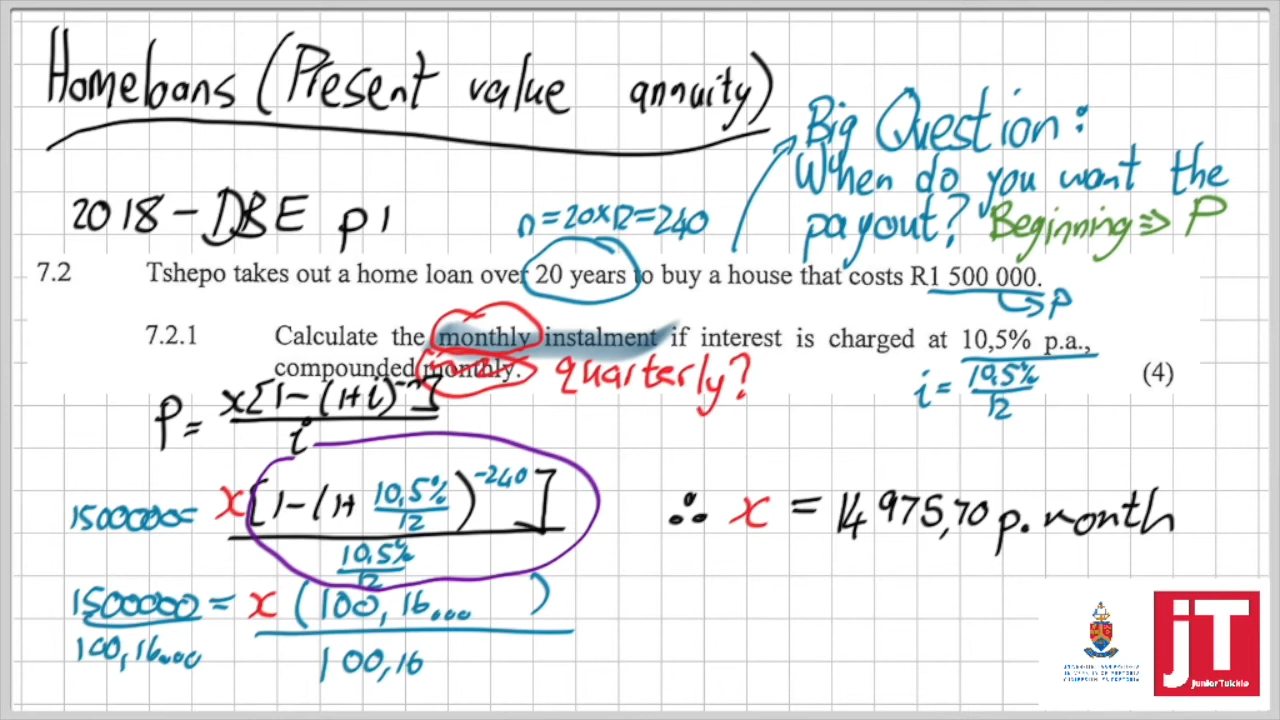 Homeloans (Present value annuity)
Big Question:
When do you want the
payout? Beginning => P
2018 - DBE p1
n = 20 x 12 = 240
7.2 Tshepo takes out a home loan over 20 years to buy a house that costs R1 500 000.
→ P
7.2.1 Calculate the monthly instalment if interest is charged at 10,5% p.a.,
compounded monthly. quarterly? (4)
i = 10,5%/12
P = x[1-(1+i)^-n]/i
1500000 = x[1-(1+10,5%/12)^-240]/(10,5%/12)
∴ x = 14 975,70 p. month
1500000/100,16... = x(100,16...)/100,16
jT
JuniorTukkie